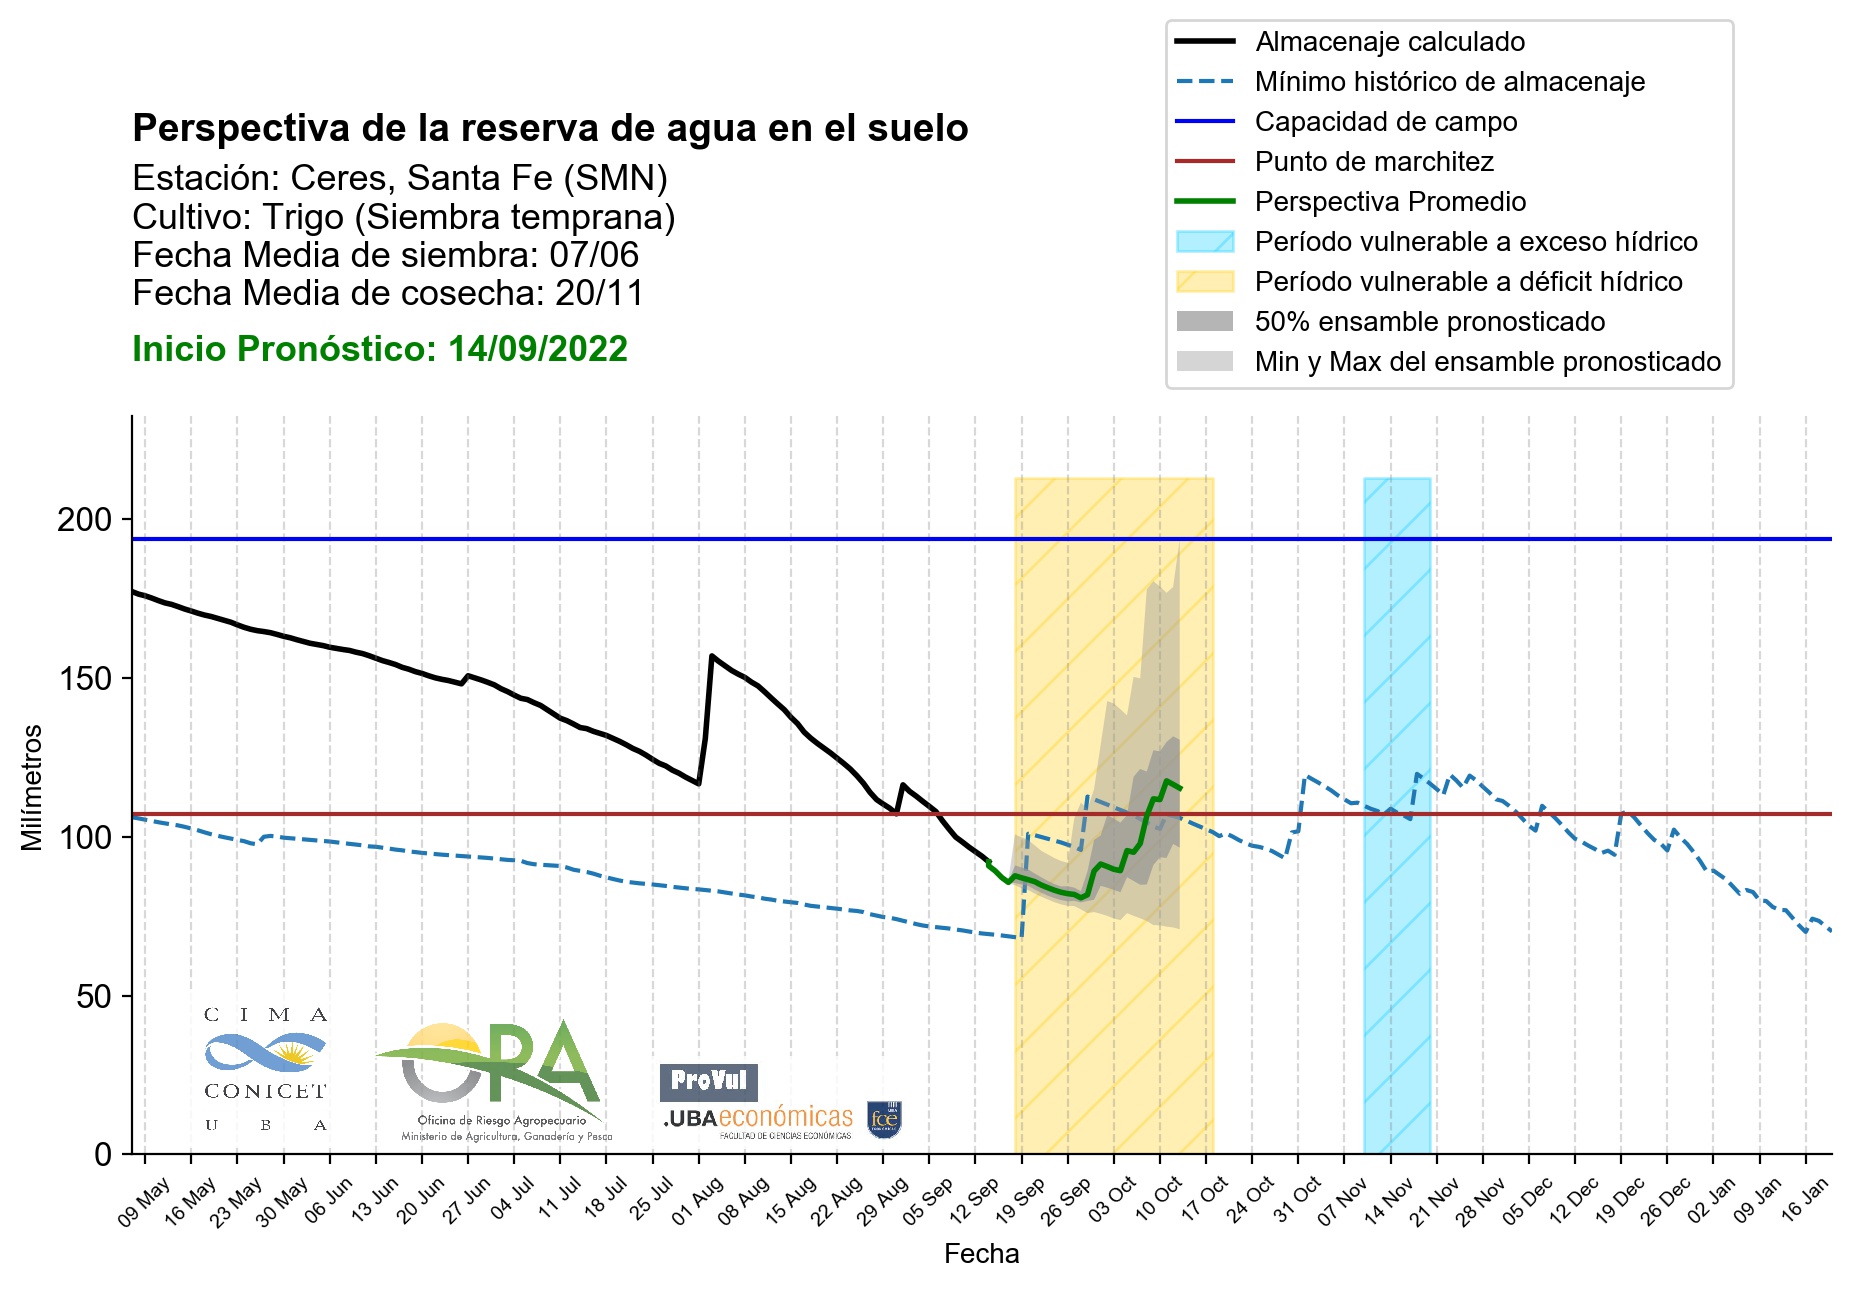 Almacenaje calculado
Mínimo histórico de almacenaje
Capacidad de campo
Punto de marchitez
Perspectiva Promedio
Período vulnerable a exceso hídrico
Período vulnerable a déficit hídrico
50% ensamble pronosticado
Min y Max del ensamble pronosticado
Perspectiva de la reserva de agua en el suelo
Estación: Ceres, Santa Fe (SMN)
Cultivo: Trigo (Siembra temprana)
Fecha Media de siembra: 07/06
Fecha Media de cosecha: 20/11
Inicio Pronóstico: 14/09/2022
200
150
100
50
0
Milímetros
CIMA
CONICET
UBA
OPA
Oficina de Riesgo Agropecuario
Ministerio de Agricultura, Ganadería y Pesca
ProVul
.UBAeconómicas
FACULTAD DE CIENCIAS ECONÓMICAS
fce
09 May
16 May
23 May
30 May
06 Jun
13 Jun
20 Jun
27 Jun
04 Jul
11 Jul
18 Jul
25 Jul
01 Aug
08 Aug
15 Aug
22 Aug
29 Aug
05 Sep
12 Sep
19 Sep
26 Sep
03 Oct
10 Oct
17 Oct
24 Oct
31 Oct
07 Nov
14 Nov
21 Nov
28 Nov
05 Dec
12 Dec
19 Dec
26 Dec
02 Jan
09 Jan
16 Jan
Fecha